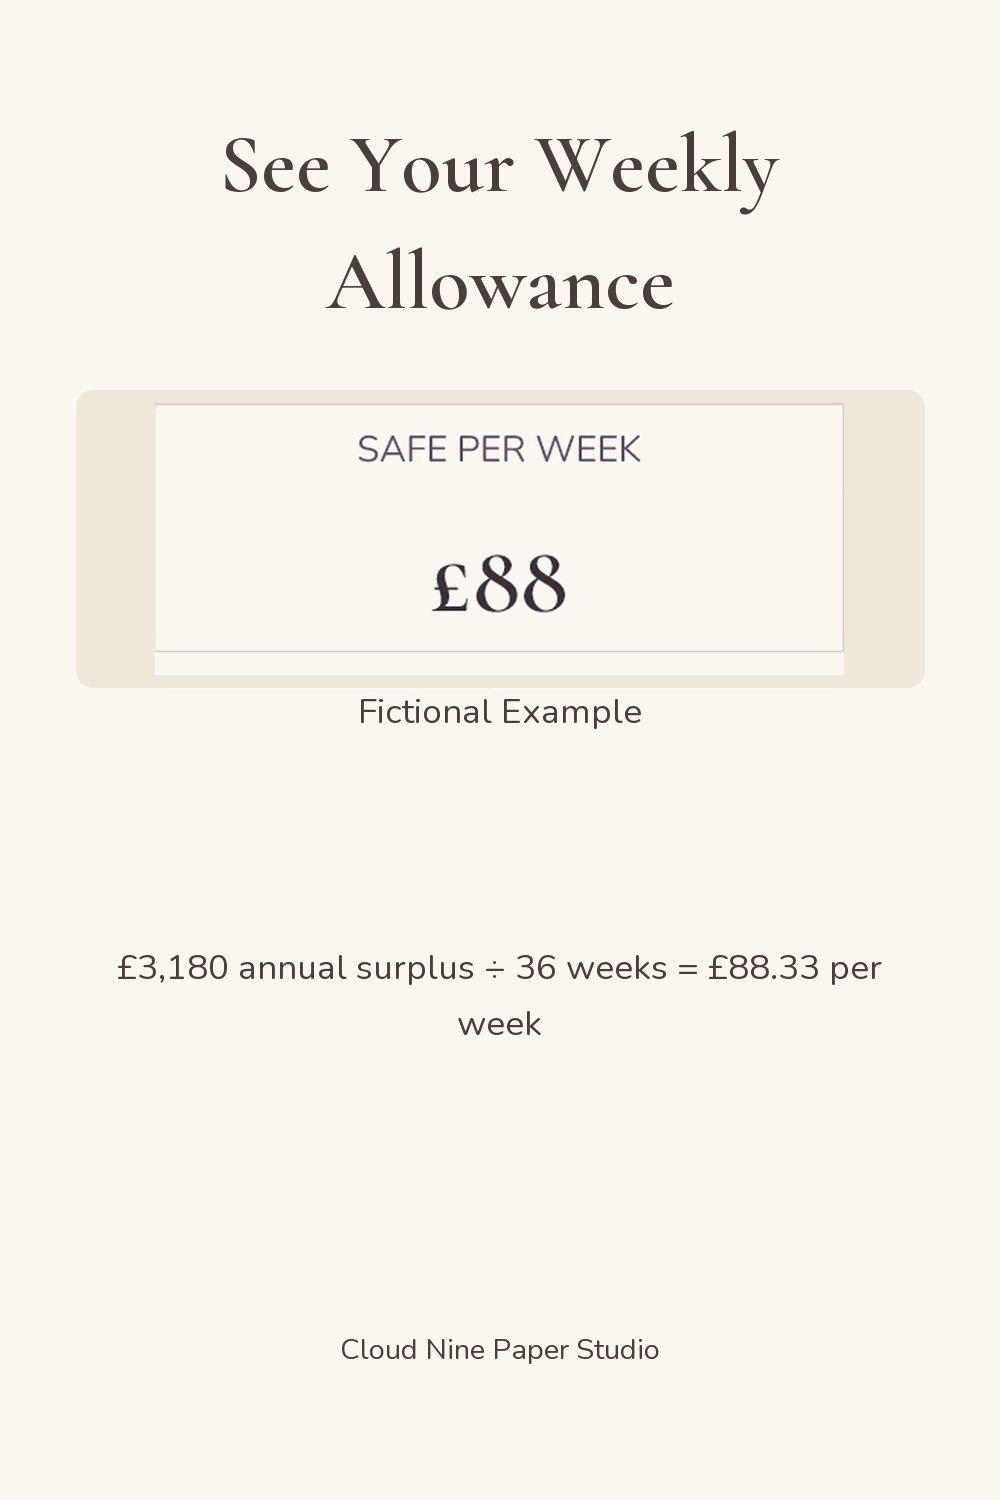 See Your Weekly
Allowance
SAFE PER WEEK
£88
Fictional Example
£3,180 annual surplus ÷ 36 weeks = £88.33 per
week
Cloud Nine Paper Studio